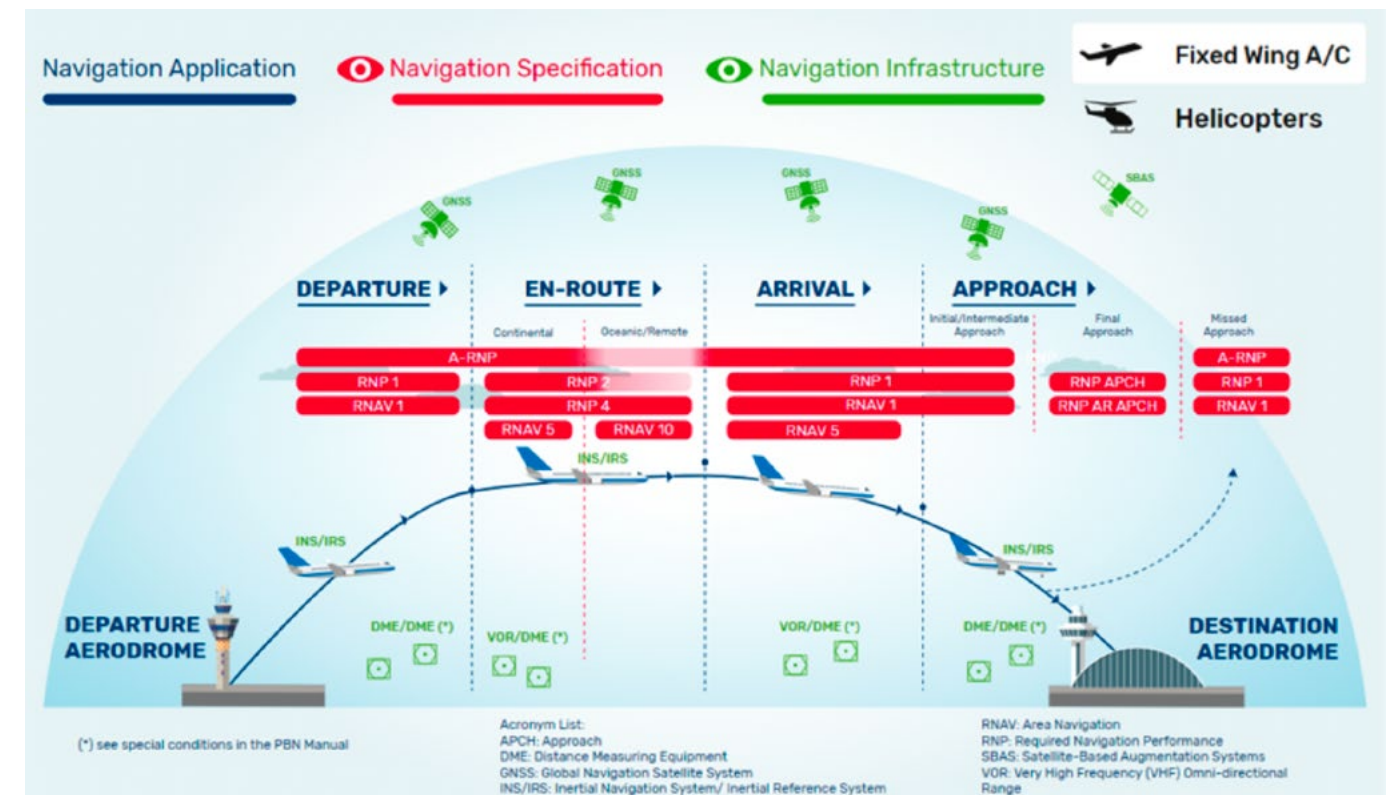 Navigation Application
Navigation Specification
Navigation Infrastructure
Fixed Wing A/C
Helicopters
GNSS
GNSS
GNSS
GNSS
SBAS
DEPARTURE
EN-ROUTE
ARRIVAL
APPROACH
Continental
Oceanic/Remote
Initial/Intermediate
Approach
Final
Approach
Missed
Approach
A-RNP
A-RNP
RNP 1
RNP 2
RNP 1
RNP APCH
RNP 1
RNAV 1
RNP 4
RNAV 1
RNP AR APCH
RNAV 1
RNAV 5
RNAV 10
RNAV 5
INS/IRS
INS/IRS
INS/IRS
DEPARTURE
AERODROME
DME/DME (*)
VOR/DME (*)
VOR/DME (*)
DME/DME (*)
DESTINATION
AERODROME
(*) see special conditions in the PBN Manual
Acronym List:
APCH: Approach
DME: Distance Measuring Equipment
GNSS: Global Navigation Satellite System
INS/IRS: Inertial Navigation System/ Inertial Reference System
RNAV: Area Navigation
RNP: Required Navigation Performance
SBAS: Satellite-Based Augmentation Systems
VOR: Very High Frequency (VHF) Omni-directional
Range